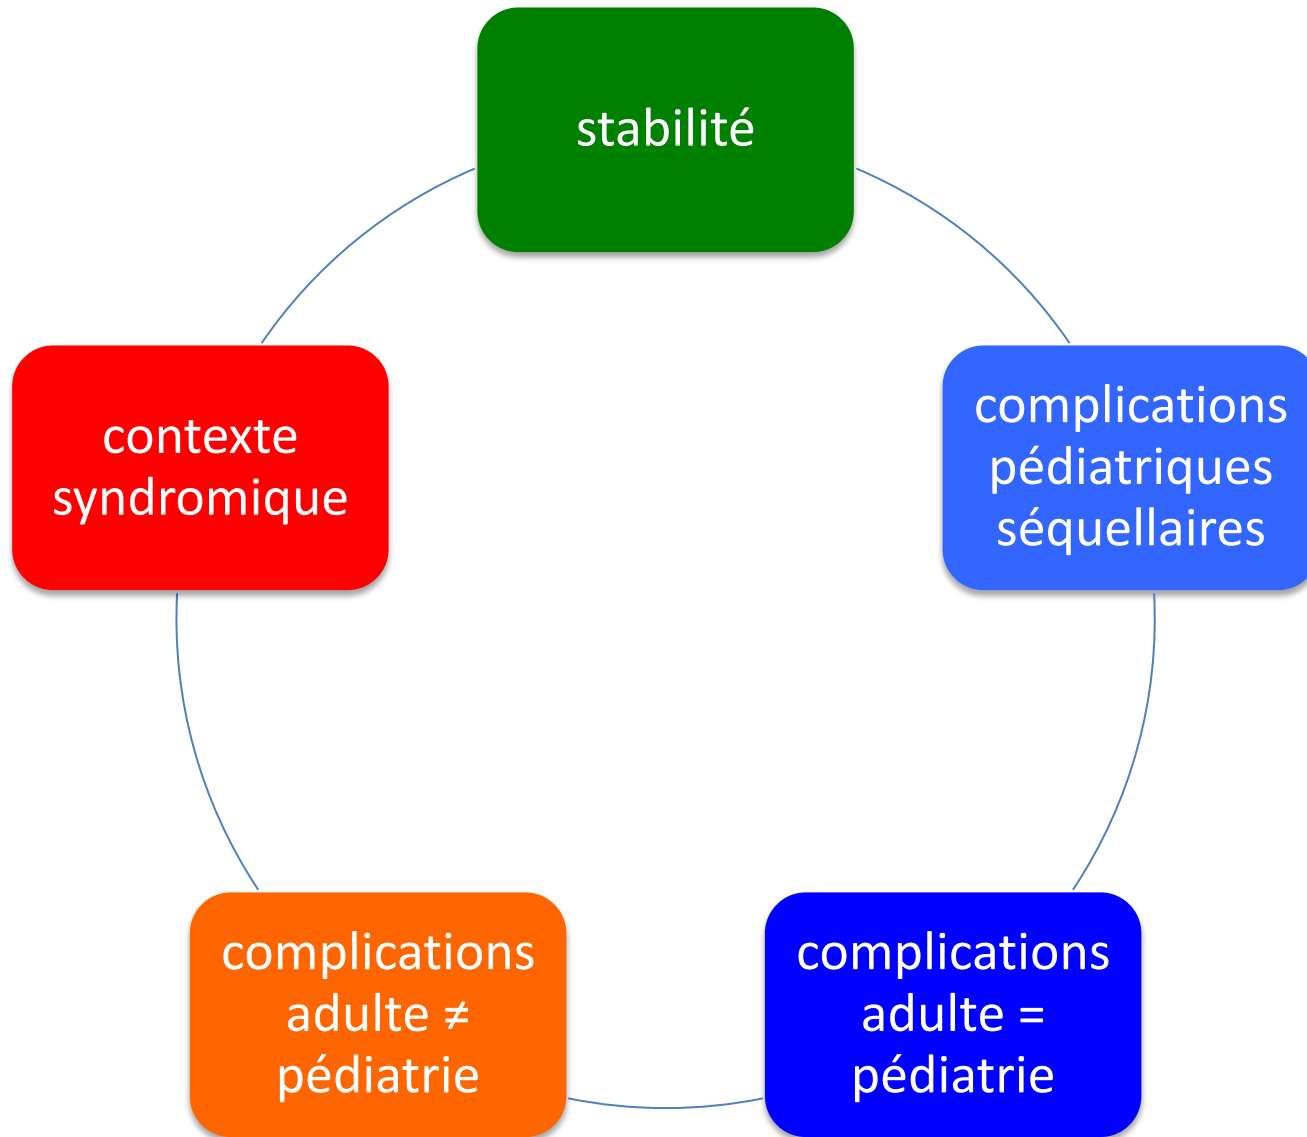 stabilité
complications
pédiatriques
séquellaires
complications
adulte =
pédiatrie
complications
adulte ≠
pédiatrie
contexte
syndromique